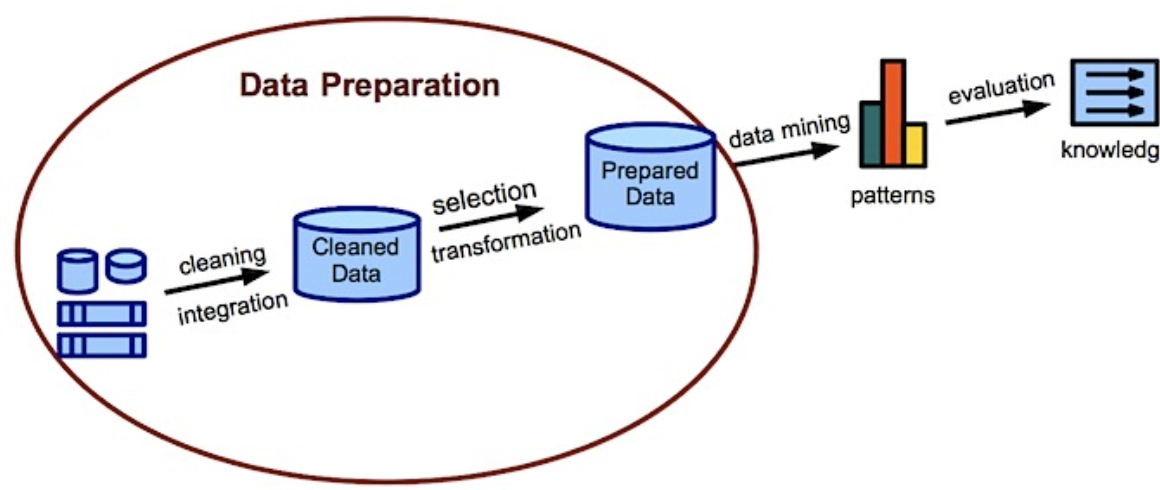 Data Preparation
cleaning
integration
Cleaned
Data
selection
transformation
Prepared
Data
data mining
patterns
evaluation
knowledg